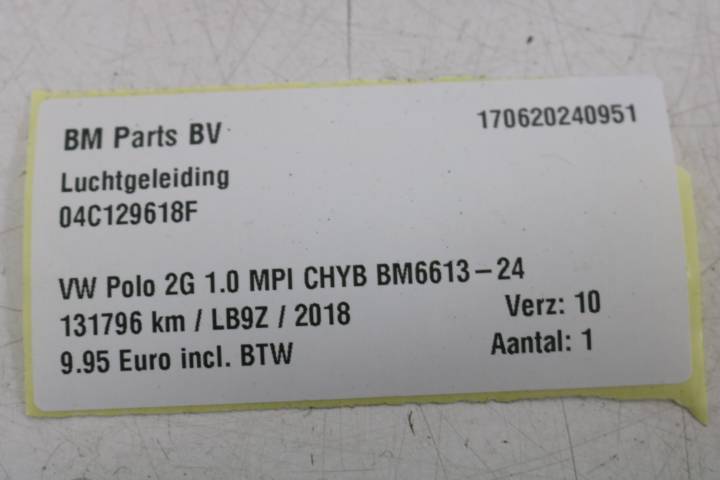 BM Parts BV
170620240951
Luchtgeleiding
04C129618F
VW Polo 2G 1.0 MPI CHYB BM6613-24
131796 km / LB9Z / 2018
Verz: 10
9.95 Euro incl. BTW
Aantal: 1